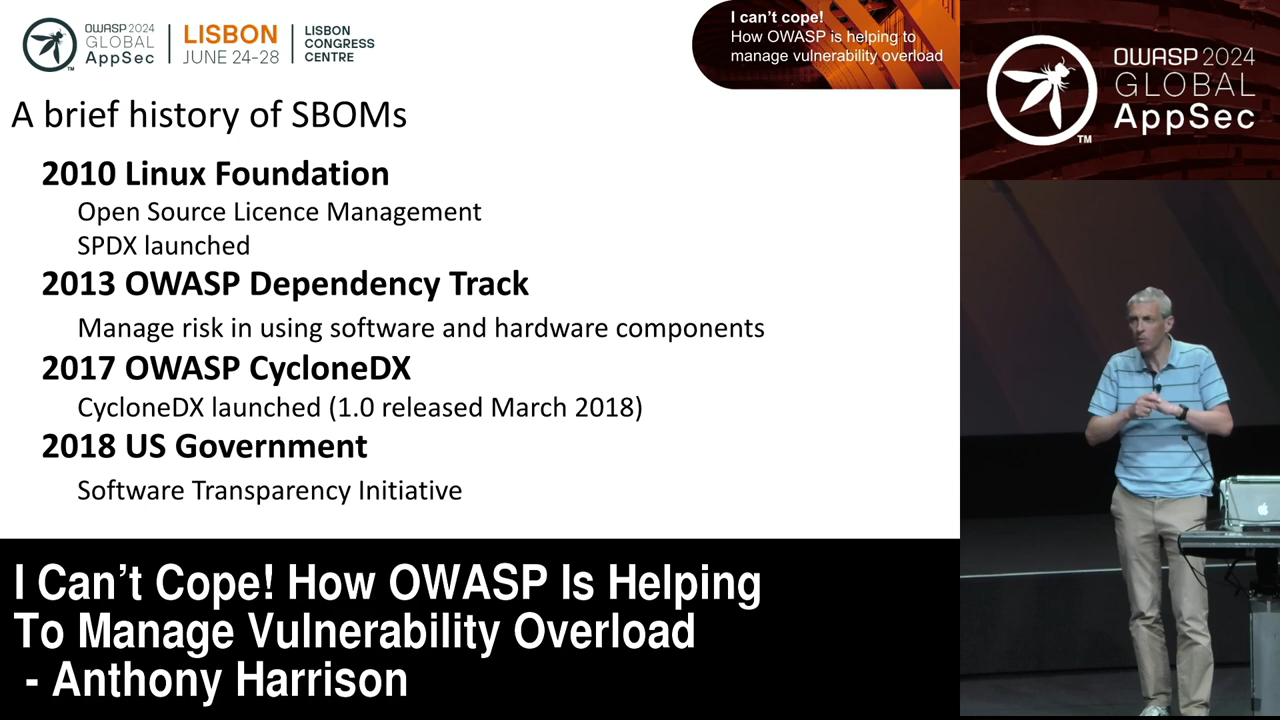 OWASP 2024
GLOBAL
AppSec
TM
LISBON
JUNE 24-28
LISBON
CONGRESS
CENTRE
I can't cope!
How OWASP is helping to
manage vulnerability overload
OWASP 2024
GLOBAL
AppSec
TM
A brief history of SBOMs
2010 Linux Foundation
Open Source Licence Management
SPDX launched
2013 OWASP Dependency Track
Manage risk in using software and hardware components
2017 OWASP CycloneDX
CycloneDX launched (1.0 released March 2018)
2018 US Government
Software Transparency Initiative
I Can’t Cope! How OWASP Is Helping
To Manage Vulnerability Overload
- Anthony Harrison